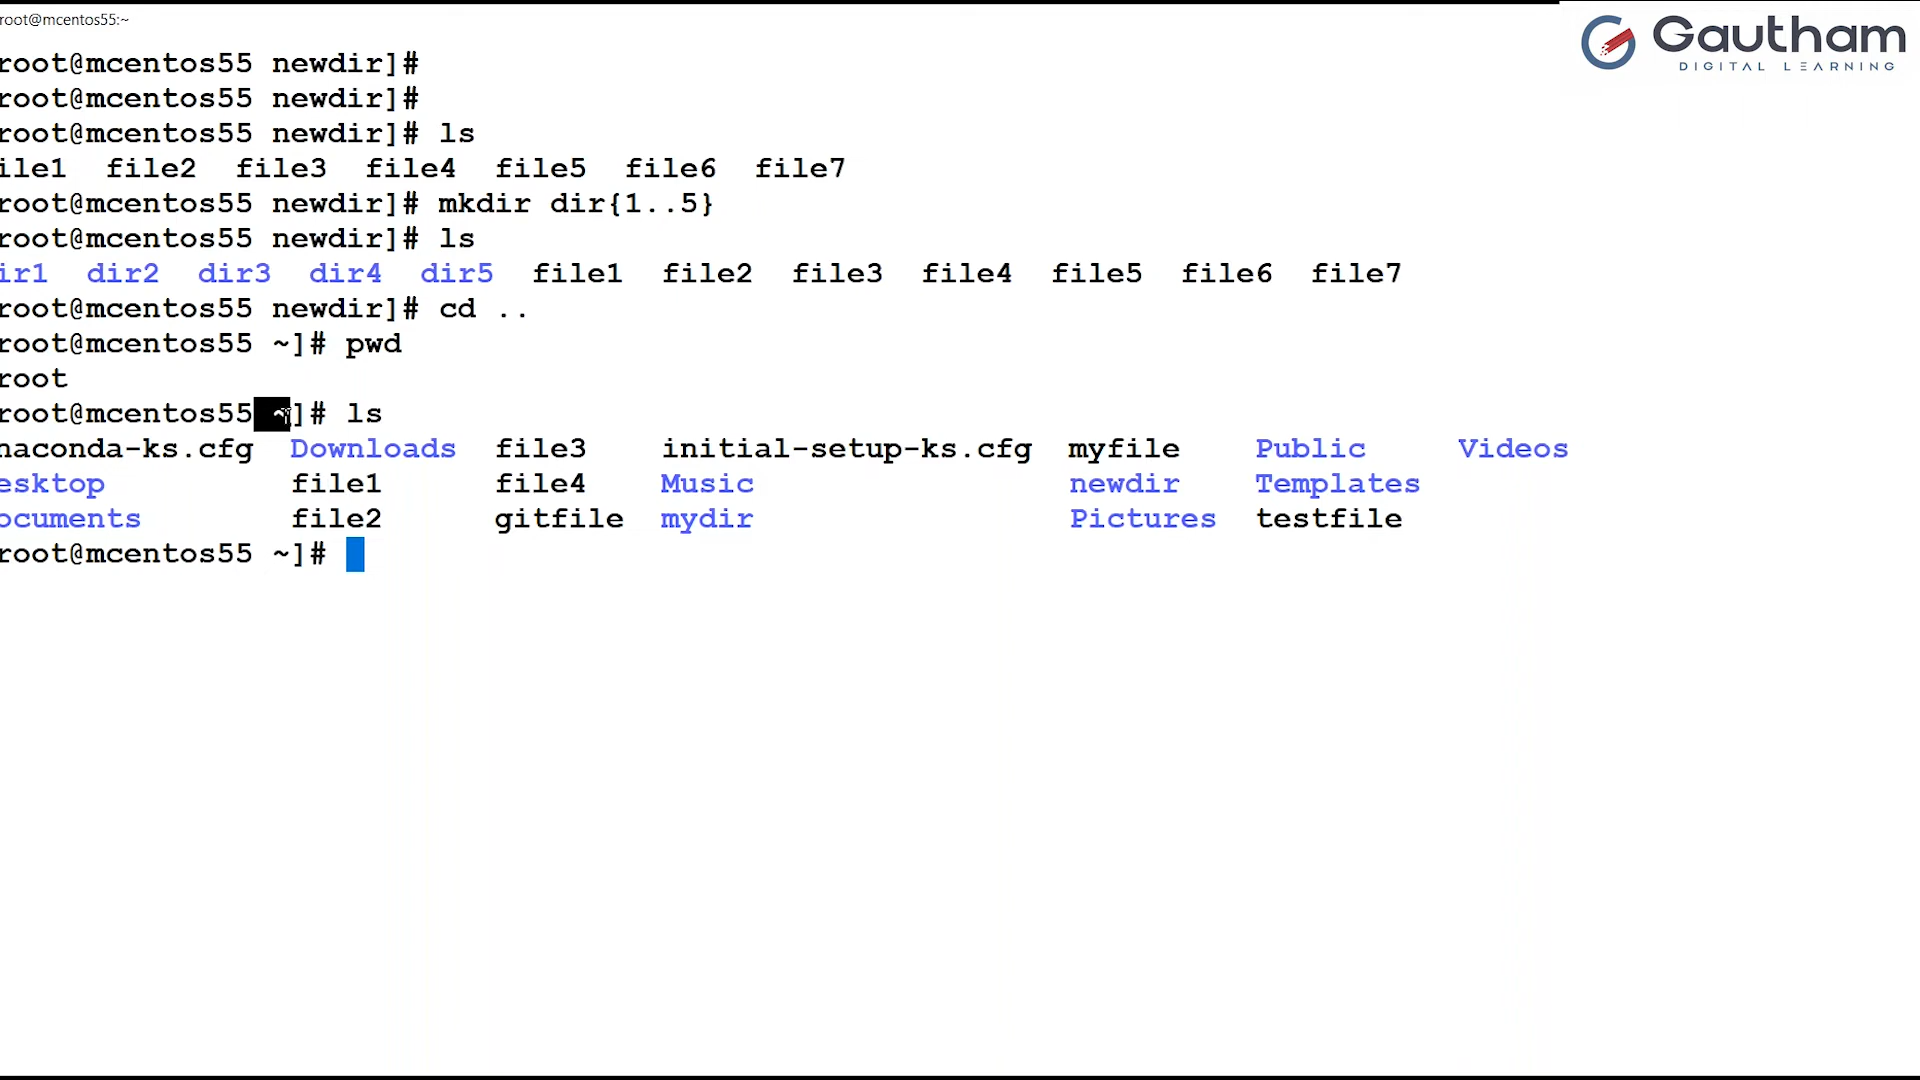 root@mcentos55:~
Gautham
DIGITAL LEARNING
root@mcentos55 newdir]#
root@mcentos55 newdir]#
root@mcentos55 newdir]# ls
ile1 file2 file3 file4 file5 file6 file7
root@mcentos55 newdir]# mkdir dir{1..5}
root@mcentos55 newdir]# ls
ir1 dir2 dir3 dir4 dir5 file1 file2 file3 file4 file5 file6 file7
root@mcentos55 newdir]# cd ..
root@mcentos55 ~]# pwd
root
root@mcentos55 ~]# ls
naconda-ks.cfg Downloads file3 initial-setup-ks.cfg myfile Public Videos
esktop file1 file4 Music newdir Templates
ocuments file2 gitfile mydir Pictures testfile
root@mcentos55 ~]#